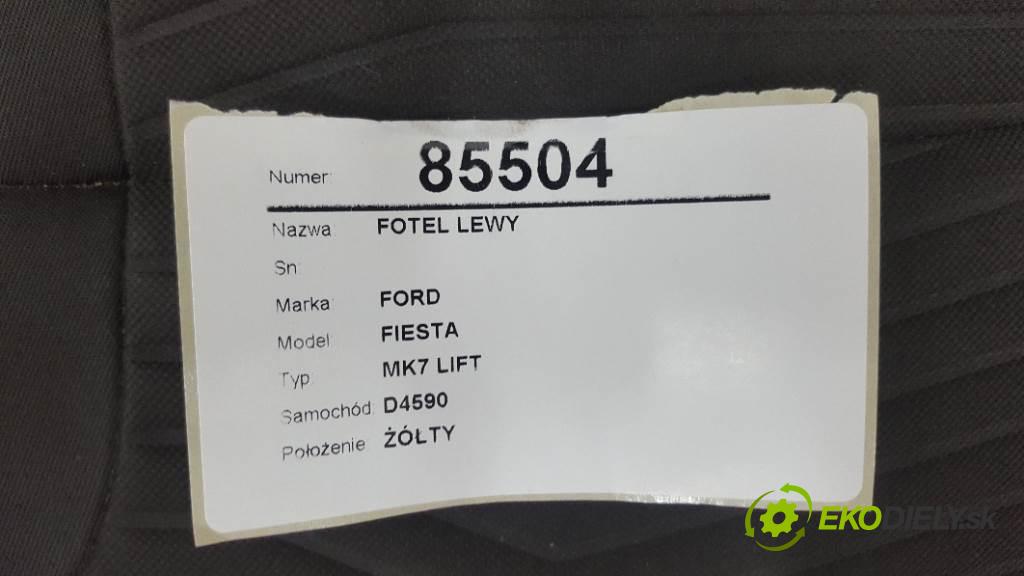 Numer: 85504
Nazwa FOTEL LEWY
Sn:
Marka: FORD
Model: FIESTA
Typ: MK7 LIFT
Samochód: D4590
Położenie ŻÓŁTY
EKODIELY.sk